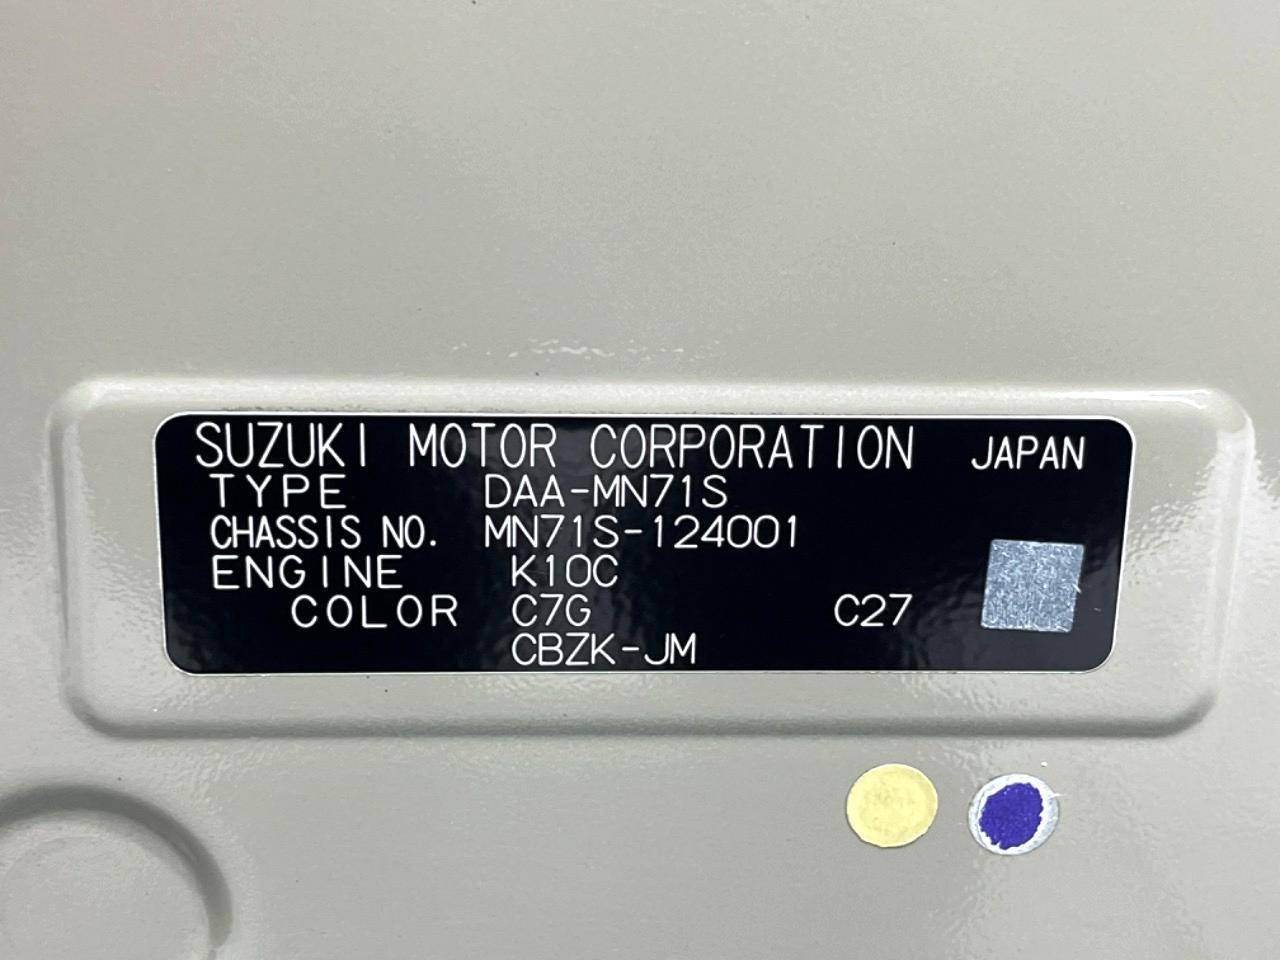 SUZUKI MOTOR CORPORATION JAPAN
TYPE DAA-MN71S
CHASSIS NO. MN71S-124001
ENGINE K10C
COLOR C7G C27
CBZK-JM